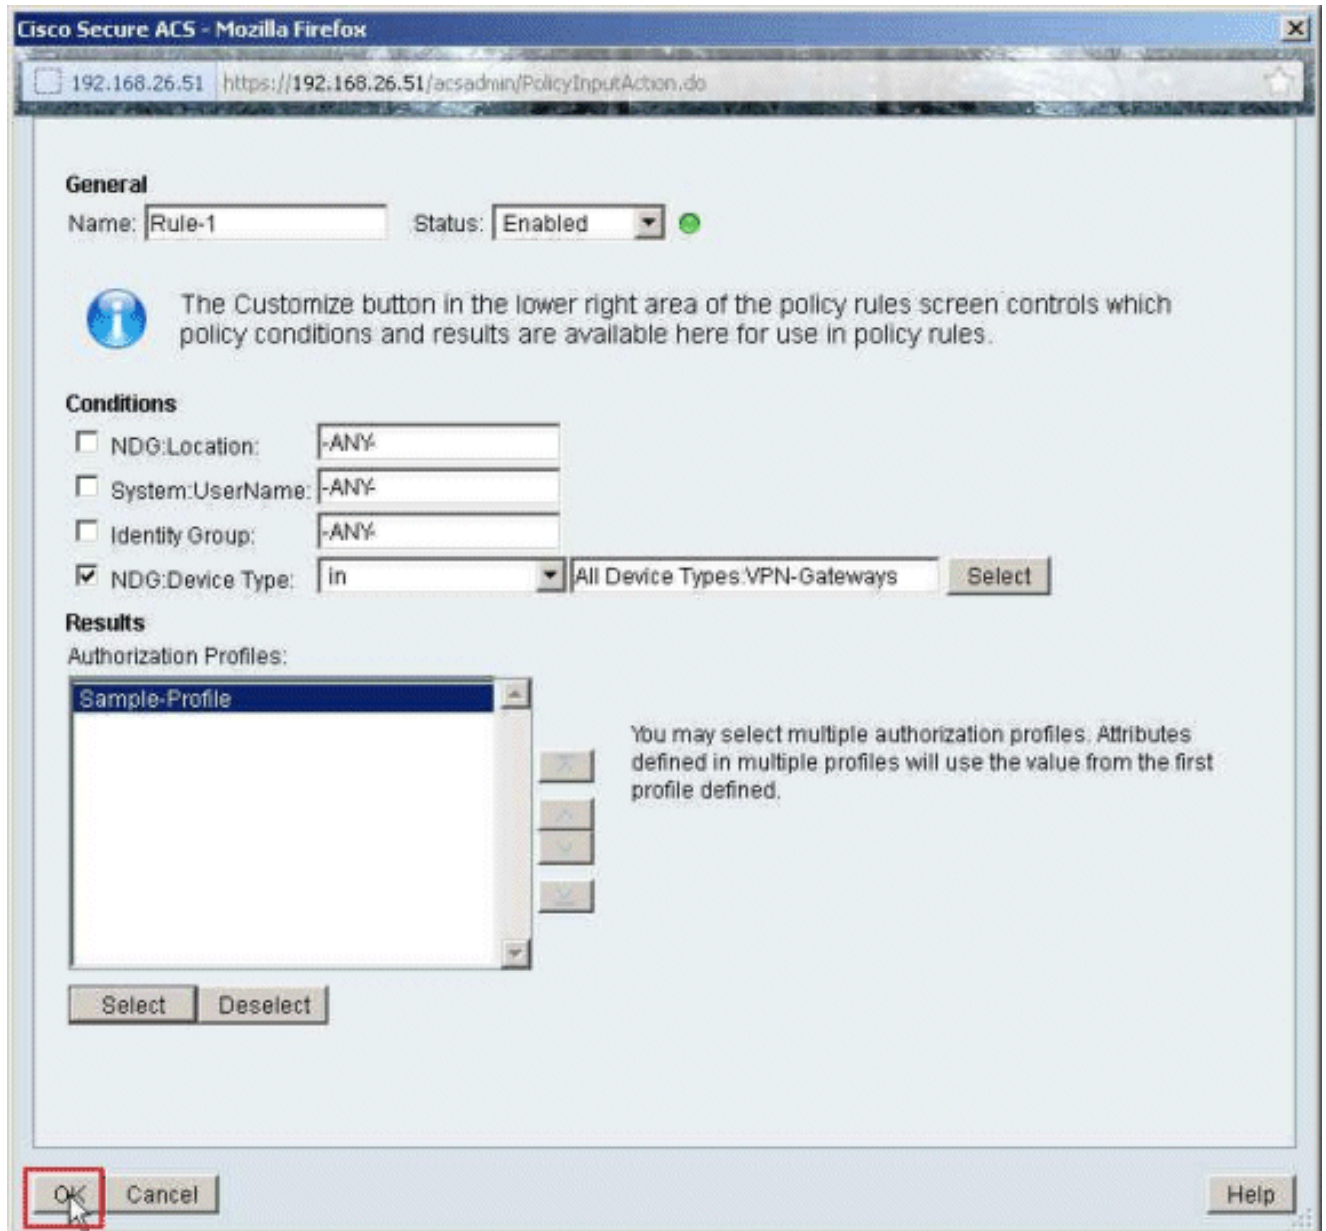 Cisco Secure ACS - Mozilla Firefox
192.168.26.51 https://192.168.26.51/acsadmin/PolicyInputAction.do
General
Name: Rule-1 Status: Enabled
The Customize button in the lower right area of the policy rules screen controls which
policy conditions and results are available here for use in policy rules.
Conditions
NDG:Location: -ANY-
System:UserName: -ANY-
Identity Group: -ANY-
NDG:Device Type: in All Device Types:VPN-Gateways Select
Results
Authorization Profiles:
Sample-Profile
You may select multiple authorization profiles. Attributes
defined in multiple profiles will use the value from the first
profile defined.
Select Deselect
OK Cancel Help